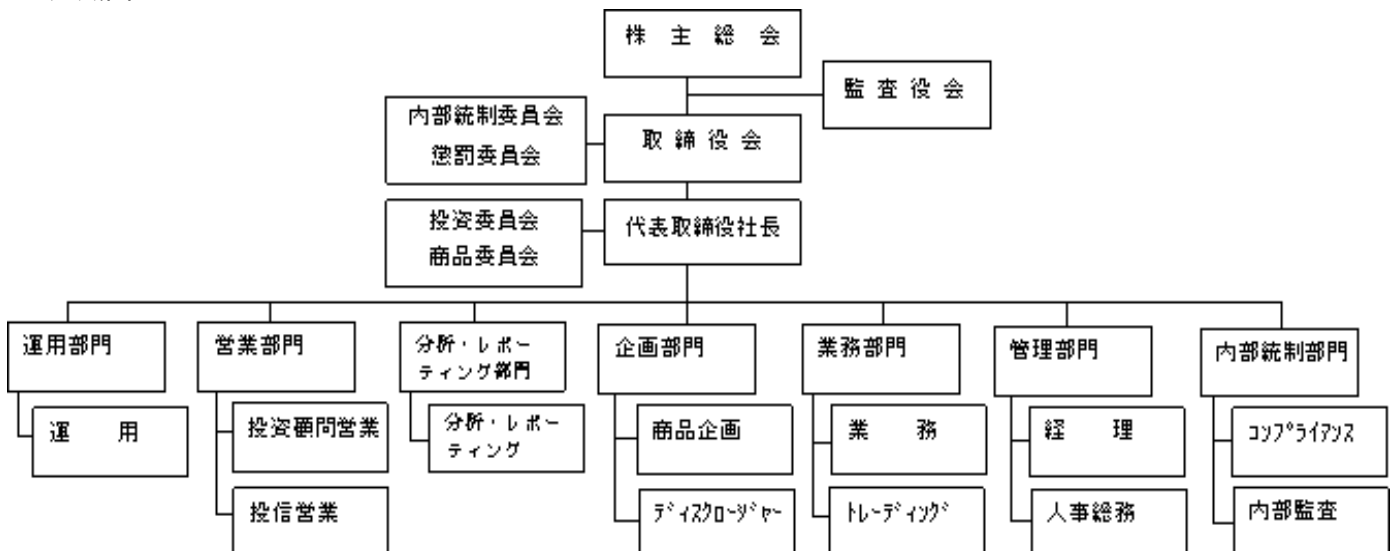 株 主 総 会
監 査 役 会
内部統制委員会
懲罰委員会
取 締 役 会
投資委員会
商品委員会
代表取締役社長
運用部門
営業部門
分析・レポー
ティング部門
企画部門
業務部門
管理部門
内部統制部門
運 用
投資顧問営業
分析・レポー
ティング
商品企画
業 務
経 理
ｺﾝﾌﾟﾗｲｱﾝｽ
投信営業
ﾃﾞｨｽｸﾛｰｼﾞｬｰ
ﾄﾚｰﾃﾞｨﾝｸﾞ
人事総務
内部監査